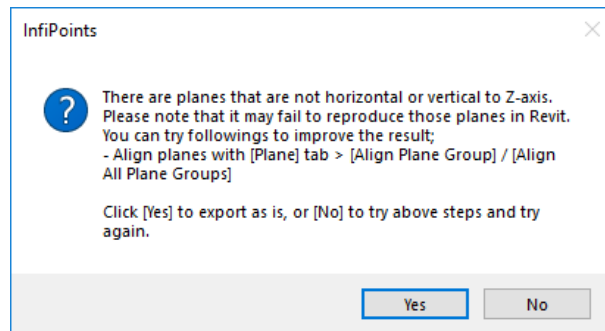 InfiPoints
There are planes that are not horizontal or vertical to Z-axis.
Please note that it may fail to reproduce those planes in Revit.
You can try followings to improve the result;
- Align planes with [Plane] tab > [Align Plane Group] / [Align
All Plane Groups]
Click [Yes] to export as is, or [No] to try above steps and try
again.
Yes
No